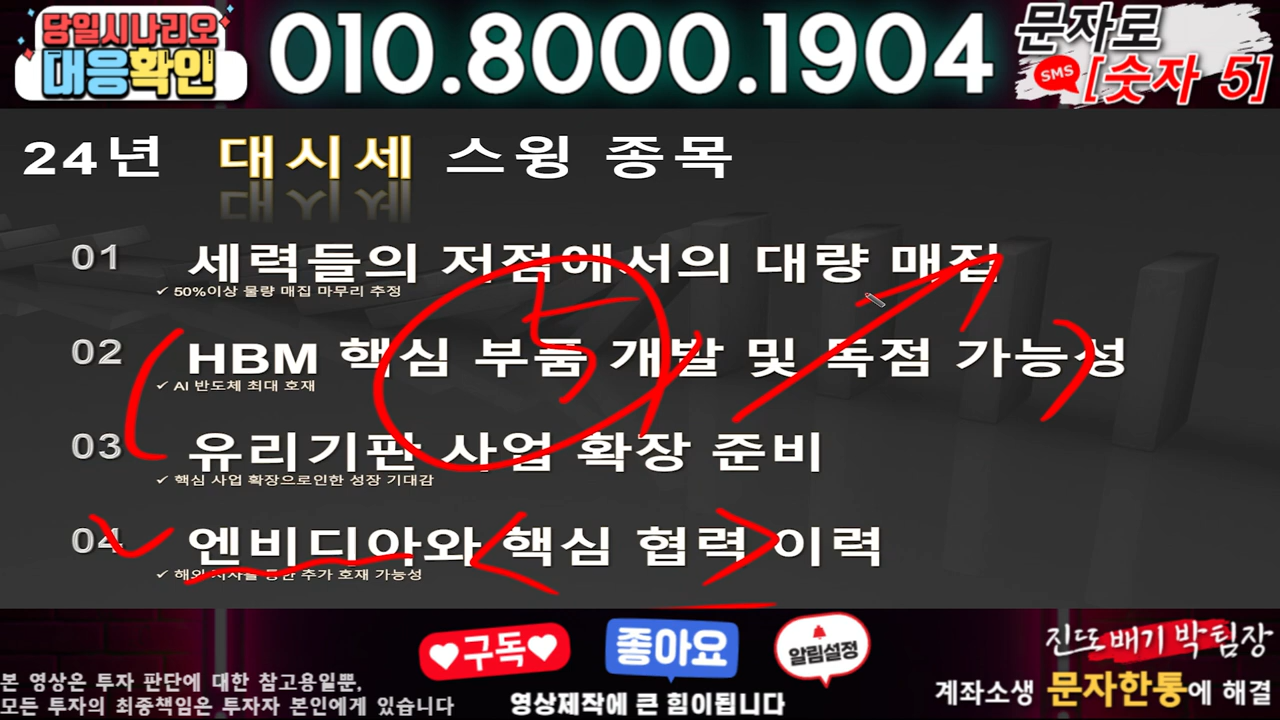 당일시나리오
대응확인
010.8000.1904
문자로
SMS [숫자 5]
24년 대시세 스윙 종목
01 세력들의 저점에서의 대량 매집
✓ 50%이상 물량 매집 마무리 추정
02 HBM 핵심 부품 개발 및 독점 가능성
✓ AI 반도체 최대 호재
5
03 유리기판 사업 확장 준비
✓ 핵심 사업 확장으로인한 성장 기대감
04 엔비디아와 핵심 협력 이력
✓ 해외 지사를 통한 추가 호재 가능성
구독
좋아요
알림설정
영상제작에 큰 힘이됩니다
본 영상은 투자 판단에 대한 참고용일뿐,
모든 투자의 최종책임은 투자자 본인에게 있습니다
진또배기 박팀장
계좌소생 문자한통에 해결